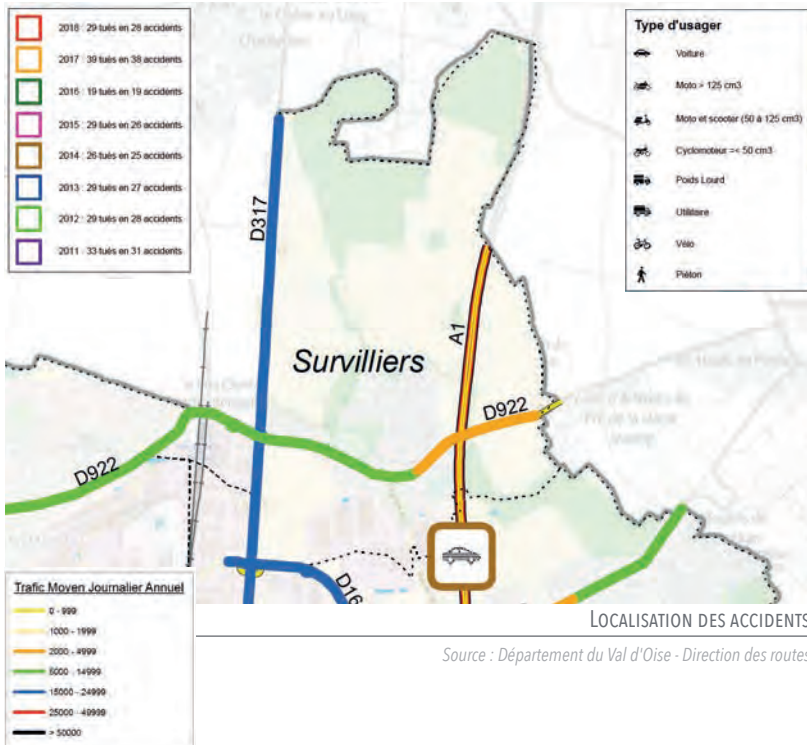 2018 : 29 tués en 28 accidents
2017 : 39 tués en 38 accidents
2016 : 19 tués en 19 accidents
2015 : 29 tués en 26 accidents
2014 : 26 tués en 25 accidents
2013 : 29 tués en 27 accidents
2012 : 29 tués en 28 accidents
2011 : 33 tués en 31 accidents
Type d'usager
Voiture
Moto > 125 cm3
Moto et scooter (50 à 125 cm3)
Cyclomoteur =< 50 cm3
Poids Lourd
Utilitaire
Vélo
Piéton
D317
A1
Survilliers
D922
D922
D16
Trafic Moyen Journalier Annuel
0 - 999
1000 - 1999
2000 - 4999
5000 - 14999
15000 - 24999
25000 - 49999
> 50000
LOCALISATION DES ACCIDENTS
Source : Département du Val d'Oise - Direction des routes